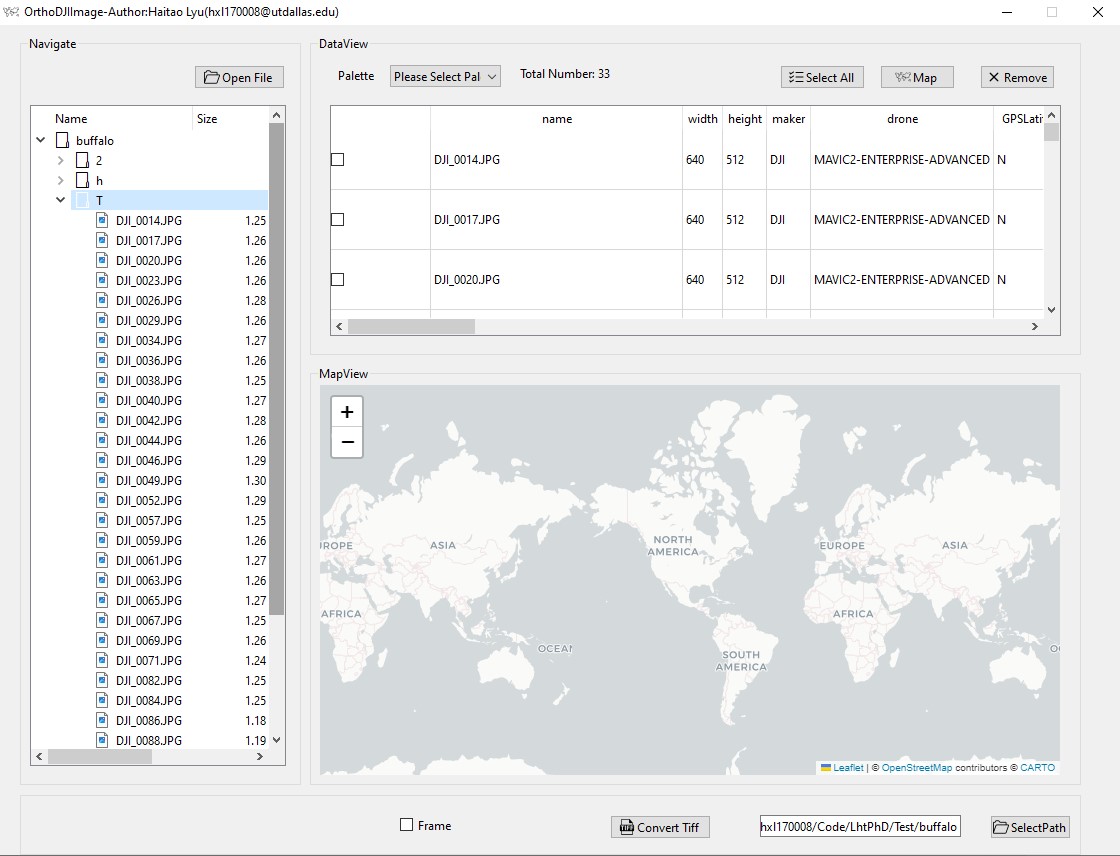 OrthoDJIImage-Author:Haitao Lyu(hxl170008@utdallas.edu)
Navigate
Open File
Name Size
buffalo
2
h
T
DJI_0014.JPG 1.25
DJI_0017.JPG 1.26
DJI_0020.JPG 1.26
DJI_0023.JPG 1.26
DJI_0026.JPG 1.28
DJI_0029.JPG 1.26
DJI_0034.JPG 1.27
DJI_0036.JPG 1.26
DJI_0038.JPG 1.25
DJI_0040.JPG 1.27
DJI_0042.JPG 1.28
DJI_0044.JPG 1.26
DJI_0046.JPG 1.29
DJI_0049.JPG 1.30
DJI_0052.JPG 1.29
DJI_0057.JPG 1.25
DJI_0059.JPG 1.26
DJI_0061.JPG 1.27
DJI_0063.JPG 1.26
DJI_0065.JPG 1.27
DJI_0067.JPG 1.25
DJI_0069.JPG 1.26
DJI_0071.JPG 1.24
DJI_0082.JPG 1.25
DJI_0084.JPG 1.25
DJI_0086.JPG 1.18
DJI_0088.JPG 1.19
DataView
Palette Please Select Pal Total Number: 33 Select All Map Remove
name width height maker drone GPSLati
DJI_0014.JPG 640 512 DJI MAVIC2-ENTERPRISE-ADVANCED N
DJI_0017.JPG 640 512 DJI MAVIC2-ENTERPRISE-ADVANCED N
DJI_0020.JPG 640 512 DJI MAVIC2-ENTERPRISE-ADVANCED N
MapView
+
−
NORTH
AMERICA
UROPE ASIA EUROPE ASIA
AFRICA AFRICA
OCEAN OC
SOUTH
AMERICA
Leaflet | © OpenStreetMap contributors © CARTO
Frame Convert Tiff hxl170008/Code/LhtPhD/Test/buffalo SelectPath